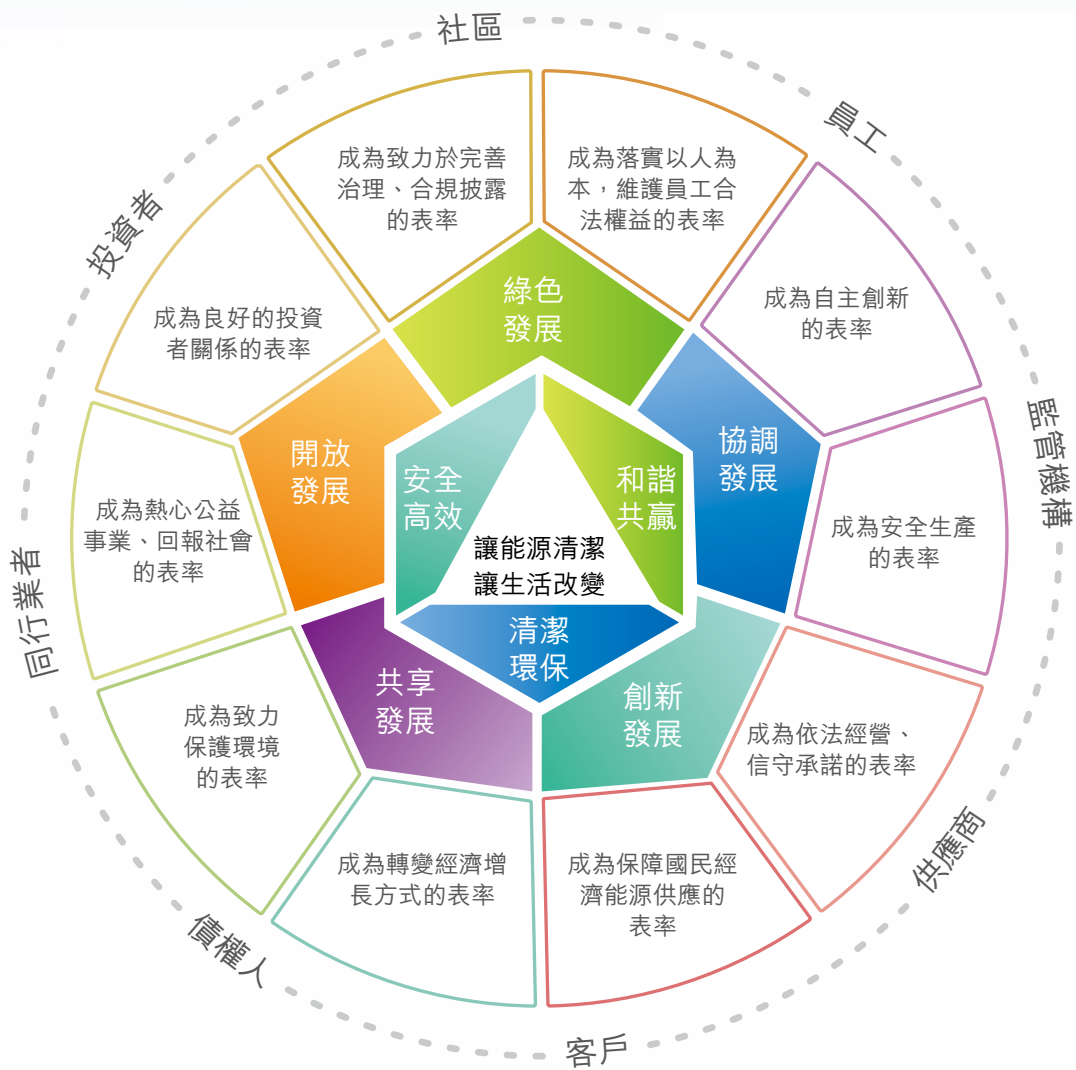 社區
員工
監管機構
供應商
客戶
債權人
同行業者
投資者
成為致力於完善
治理、合規披露
的表率
成為落實以人為
本，維護員工合
法權益的表率
成為自主創新
的表率
成為安全生產
的表率
成為依法經營、
信守承諾的表率
成為保障國民經
濟能源供應的
表率
成為轉變經濟增
長方式的表率
成為致力
保護環境
的表率
成為熱心公益
事業、回報社會
的表率
成為良好的投資
者關係的表率
綠色
發展
協調
發展
創新
發展
共享
發展
開放
發展
安全
高效
和諧
共贏
清潔
環保
讓能源清潔
讓生活改變